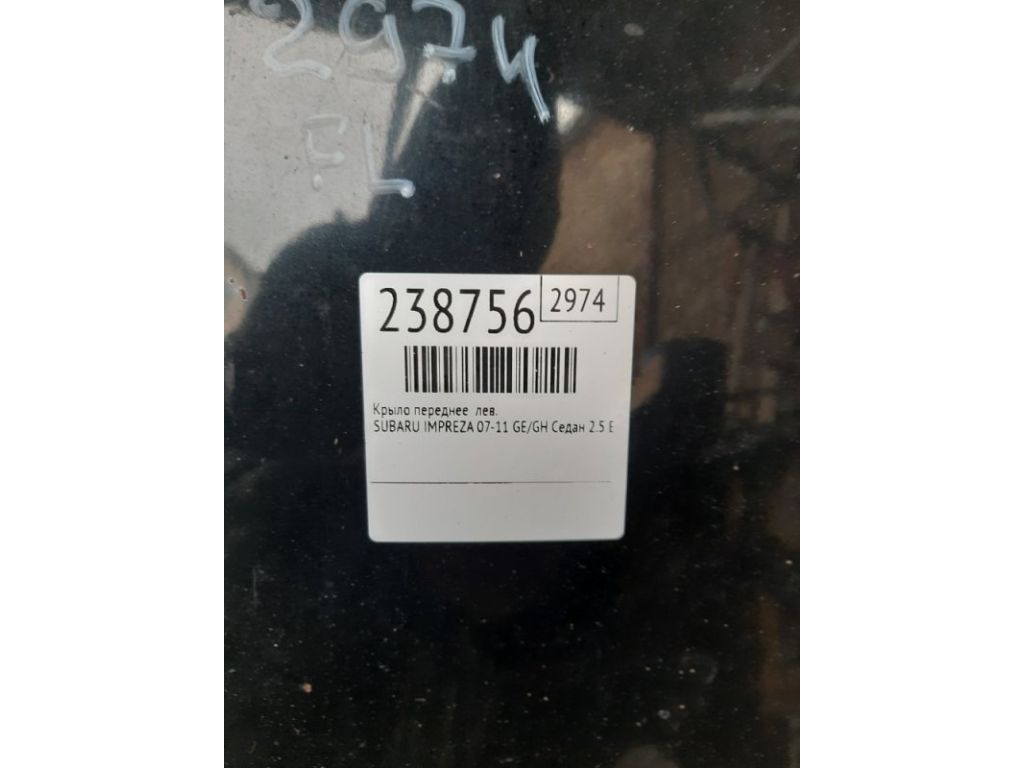 2974
FL
238756 2974
Крыло переднее лев.
SUBARU IMPREZA 07-11 GE/GH Седан 2.5 E